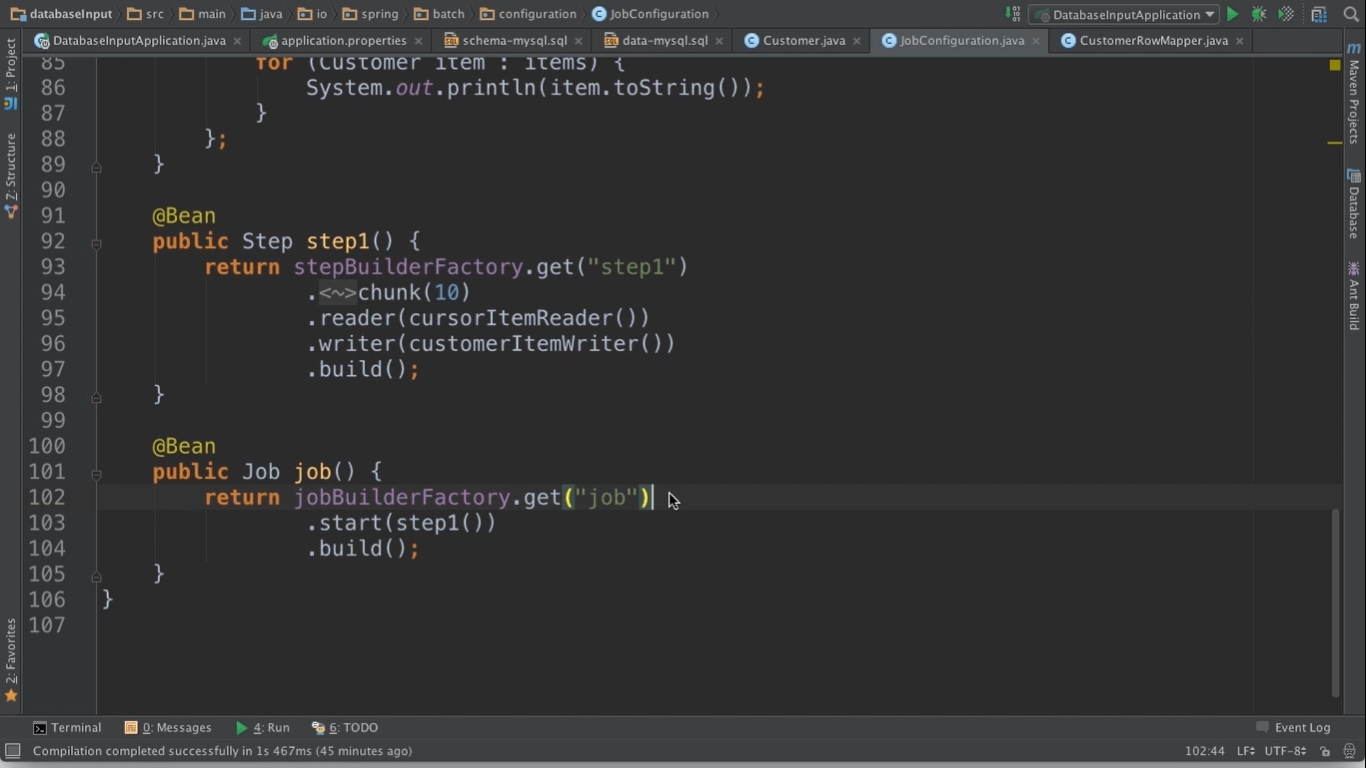 databaseInput src main java io spring batch configuration JobConfiguration DatabaseInputApplication
DatabaseInputApplication.java application.properties schema-mysql.sql data-mysql.sql Customer.java JobConfiguration.java CustomerRowMapper.java
1: Project
Z: Structure
2: Favorites
85 for (Customer item : items) {
86 System.out.println(item.toString());
87 }
88 };
89 }
90
91 @Bean
92 public Step step1() {
93 return stepBuilderFactory.get("step1")
94 .<~>chunk(10)
95 .reader(cursorItemReader())
96 .writer(customerItemWriter())
97 .build();
98 }
99
100 @Bean
101 public Job job() {
102 return jobBuilderFactory.get("job")
103 .start(step1())
104 .build();
105 }
106 }
107
Maven Projects
Database
Ant Build
Terminal 0: Messages 4: Run 6: TODO Event Log
Compilation completed successfully in 1s 467ms (45 minutes ago) 102:44 LF UTF-8